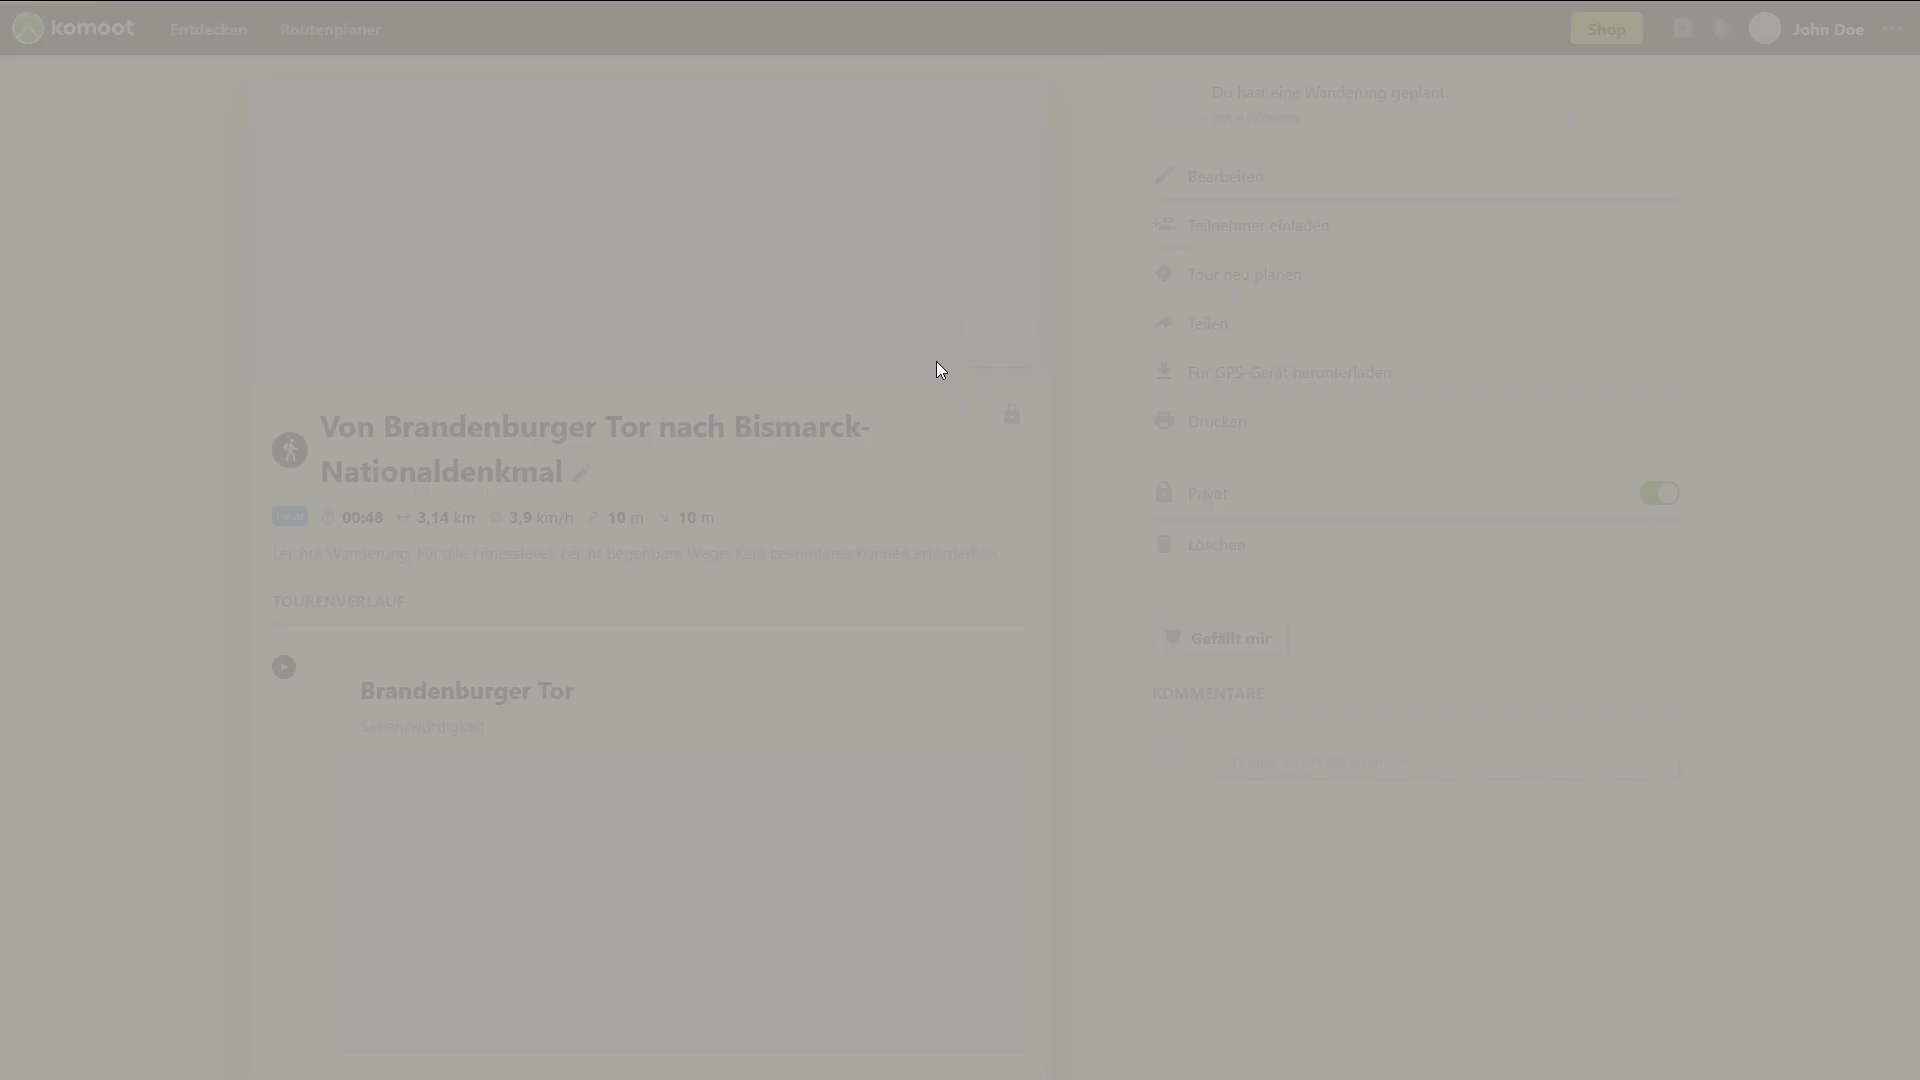 komoot Entdecken Routenplaner Shop John Doe
Du hast eine Wanderung geplant.
Bearbeiten
Teilnehmer einladen
Tour neu planen
Teilen
Für GPS-Gerät herunterladen
Drucken
Privat
Löschen
Gefällt mir
KOMMENTARE
Von Brandenburger Tor nach Bismarck-
Nationaldenkmal
00:48 3,14 km 3,9 km/h 10 m 10 m
Leichte Wanderung. Für alle Fitnesslevel. Leicht begehbare Wege. Kein besonderes Können erforderlich.
TOURENVERLAUF
Brandenburger Tor
Sehenswürdigkeit